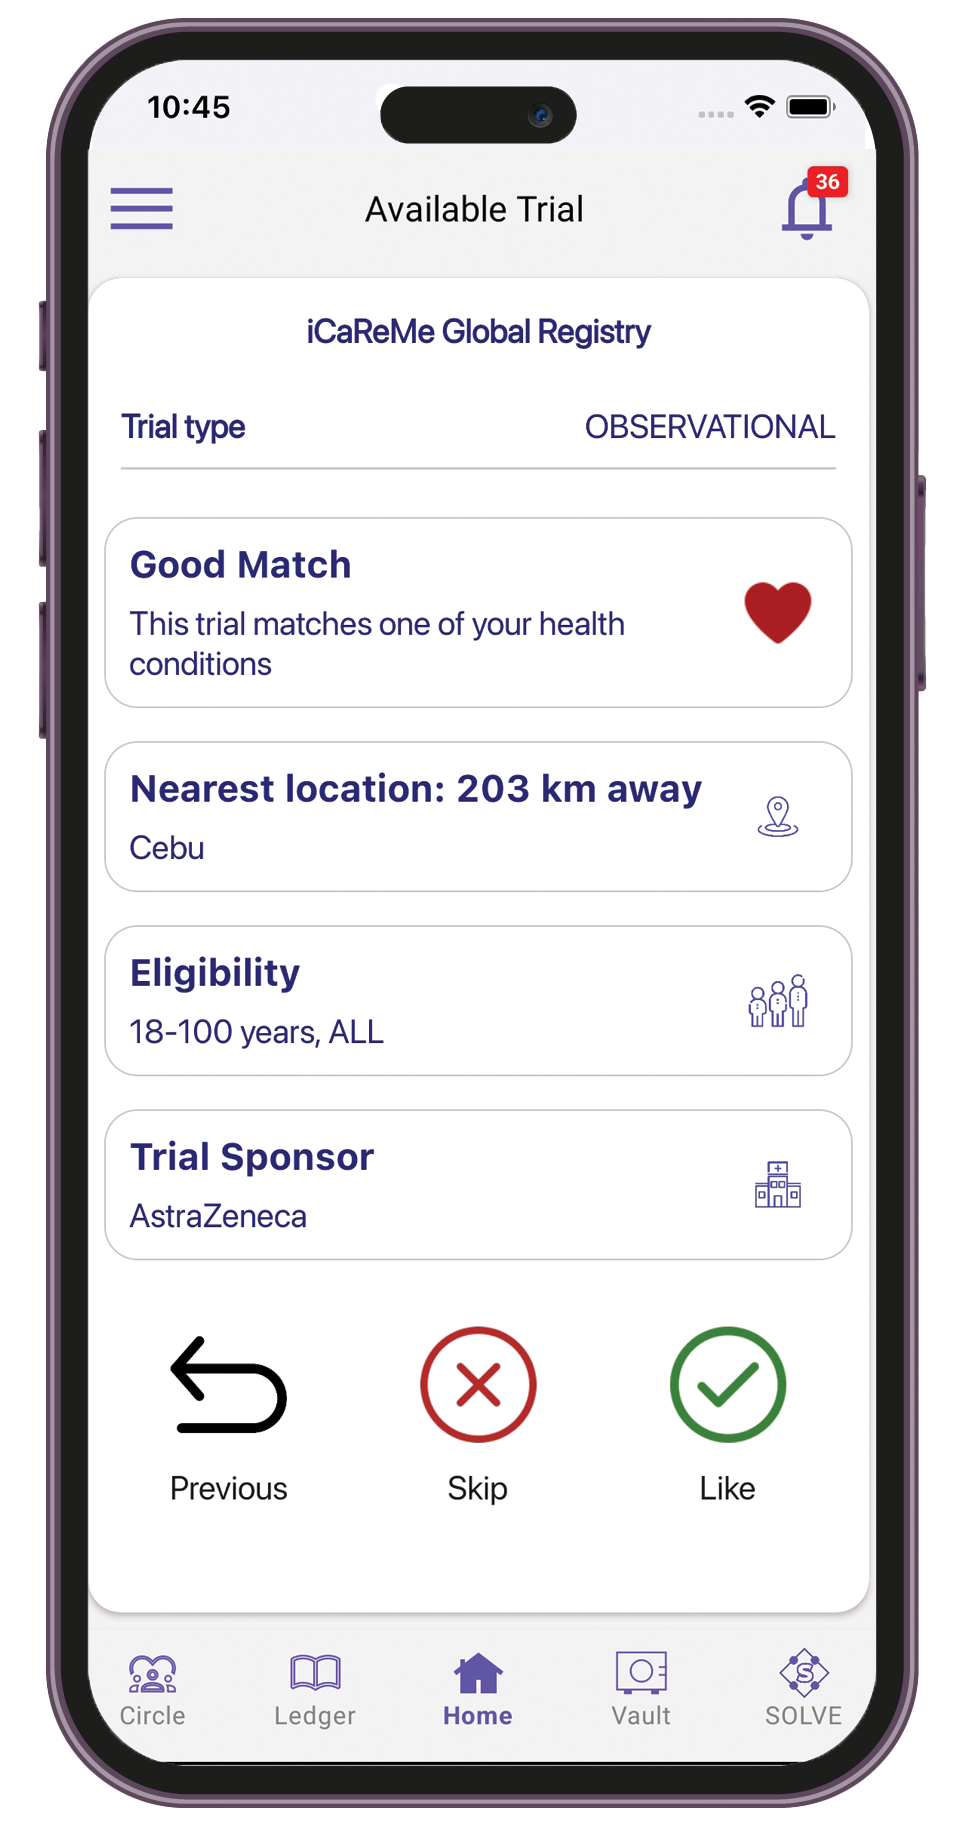 10:45
36
Available Trial
iCaReMe Global Registry
Trial type OBSERVATIONAL
Good Match
This trial matches one of your health
conditions
Nearest location: 203 km away
Cebu
Eligibility
18-100 years, ALL
Trial Sponsor
AstraZeneca
Previous Skip Like
S
Circle Ledger Home Vault SOLVE